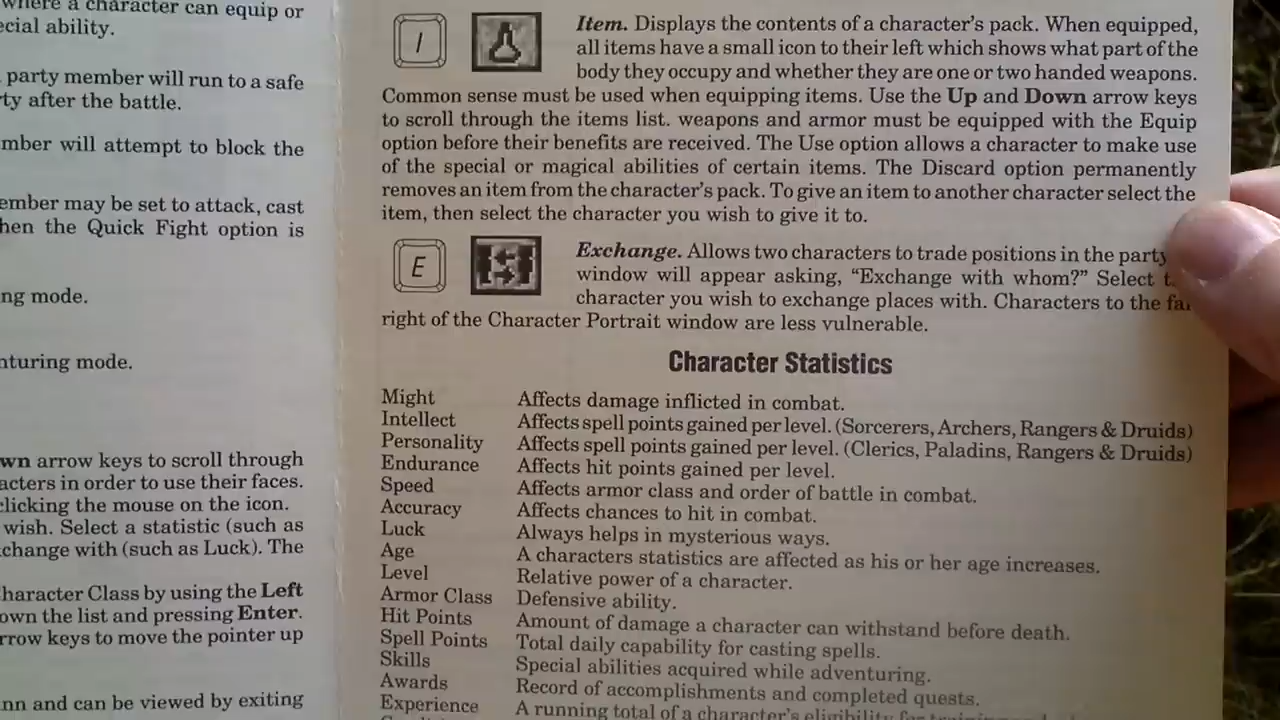 where a character can equip or
ecial ability.
party member will run to a safe
ty after the battle.
mber will attempt to block the
ember may be set to attack, cast
hen the Quick Fight option is
ng mode.
nturing mode.
wn arrow keys to scroll through
acters in order to use their faces.
clicking the mouse on the icon.
wish. Select a statistic (such as
change with (such as Luck). The
haracter Class by using the Left
own the list and pressing Enter.
rrow keys to move the pointer up
nn and can be viewed by exiting
I
Item. Displays the contents of a character's pack. When equipped,
all items have a small icon to their left which shows what part of the
body they occupy and whether they are one or two handed weapons.
Common sense must be used when equipping items. Use the Up and Down arrow keys
to scroll through the items list. weapons and armor must be equipped with the Equip
option before their benefits are received. The Use option allows a character to make use
of the special or magical abilities of certain items. The Discard option permanently
removes an item from the character's pack. To give an item to another character select the
item, then select the character you wish to give it to.
E
Exchange. Allows two characters to trade positions in the party
window will appear asking, "Exchange with whom?" Select
character you wish to exchange places with. Characters to the far
right of the Character Portrait window are less vulnerable.
Character Statistics
Might Affects damage inflicted in combat.
Intellect Affects spell points gained per level. (Sorcerers, Archers, Rangers & Druids)
Personality Affects spell points gained per level. (Clerics, Paladins, Rangers & Druids)
Endurance Affects hit points gained per level.
Speed Affects armor class and order of battle in combat.
Accuracy Affects chances to hit in combat.
Luck Always helps in mysterious ways.
Age A characters statistics are affected as his or her age increases.
Level Relative power of a character.
Armor Class Defensive ability.
Hit Points Amount of damage a character can withstand before death.
Spell Points Total daily capability for casting spells.
Skills Special abilities acquired while adventuring.
Awards Record of accomplishments and completed quests.
Experience A running total of a character's eligibility for